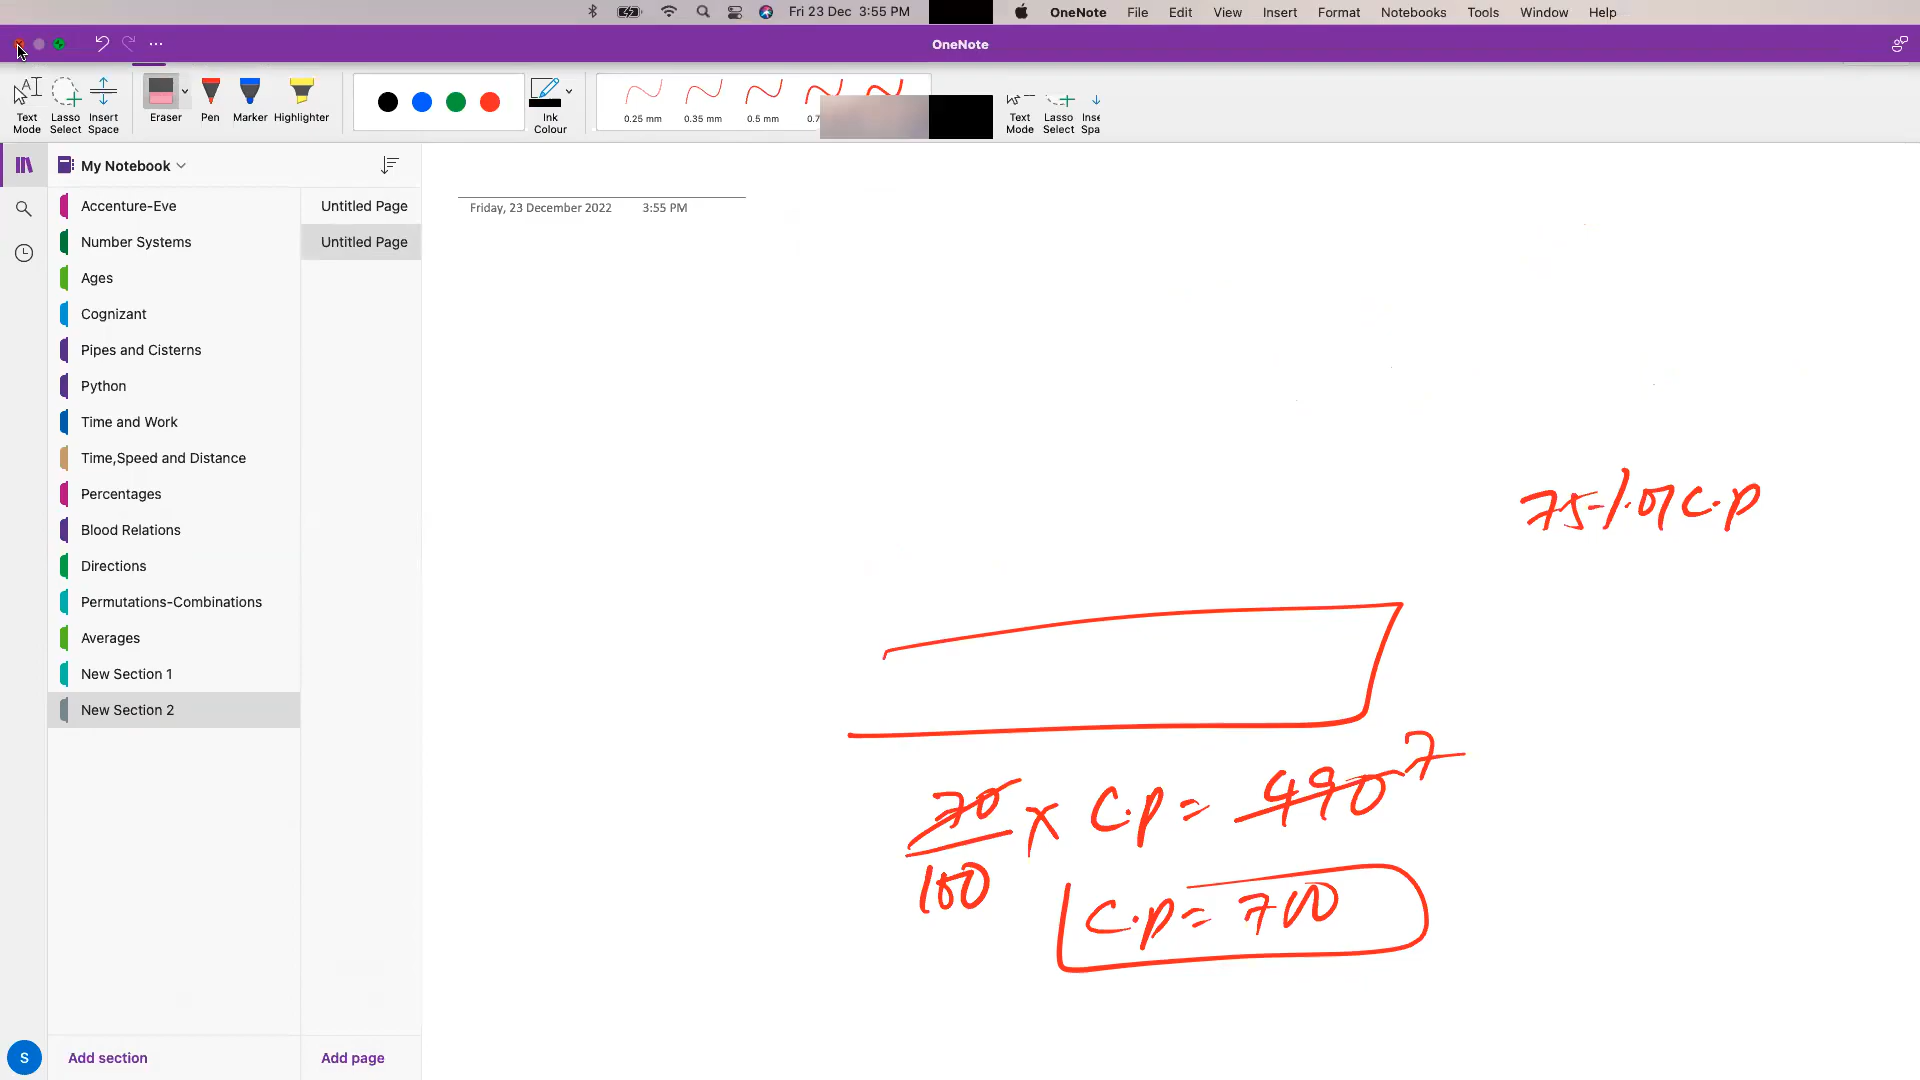 Fri 23 Dec 3:55 PM
OneNote File Edit View Insert Format Notebooks Tools Window Help
OneNote
Text Mode
Lasso Select
Insert Space
Eraser
Pen
Marker
Highlighter
Ink Colour
0.25 mm
0.35 mm
0.5 mm
Text Mode
Lasso Select
My Notebook
Accenture-Eve
Number Systems
Ages
Cognizant
Pipes and Cisterns
Python
Time and Work
Time,Speed and Distance
Percentages
Blood Relations
Directions
Permutations-Combinations
Averages
New Section 1
New Section 2
Add section
Untitled Page
Untitled Page
Add page
Friday, 23 December 2022 3:55 PM
75% of C.P
70/100 x C.P = 490 7
C.P = 700
S